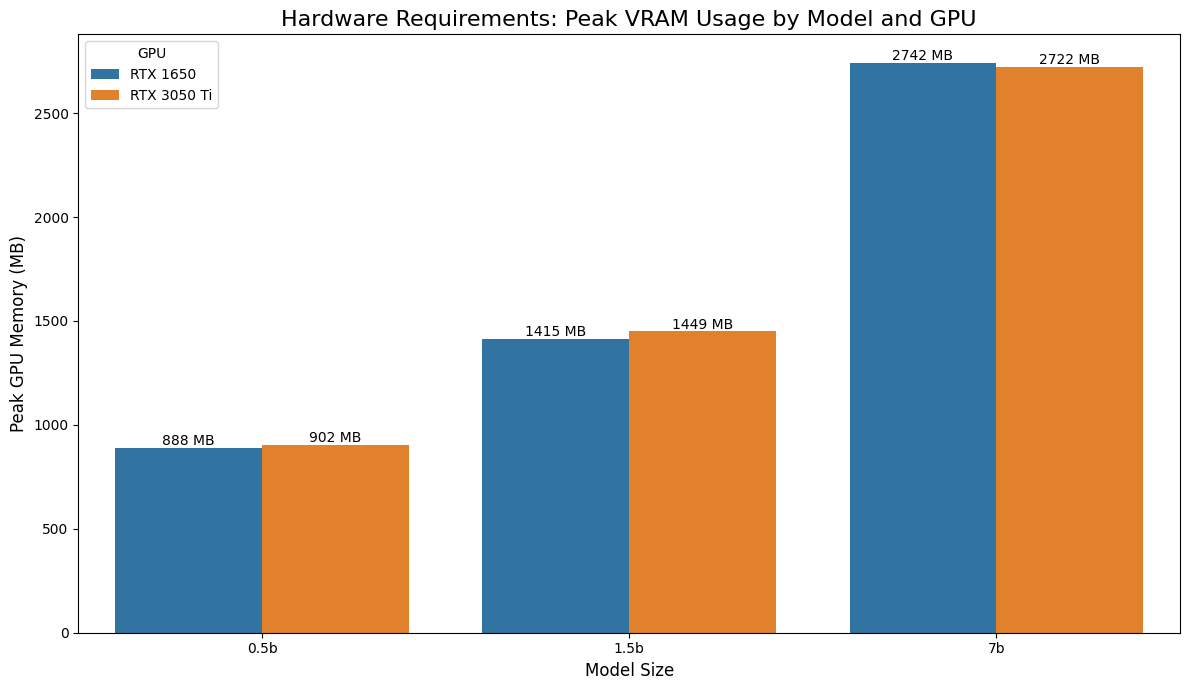 Hardware Requirements: Peak VRAM Usage by Model and GPU
GPU
RTX 1650
RTX 3050 Ti
2742 MB
2722 MB
1415 MB
1449 MB
888 MB
902 MB
Peak GPU Memory (MB)
2500
2000
1500
1000
500
0
0.5b
1.5b
7b
Model Size